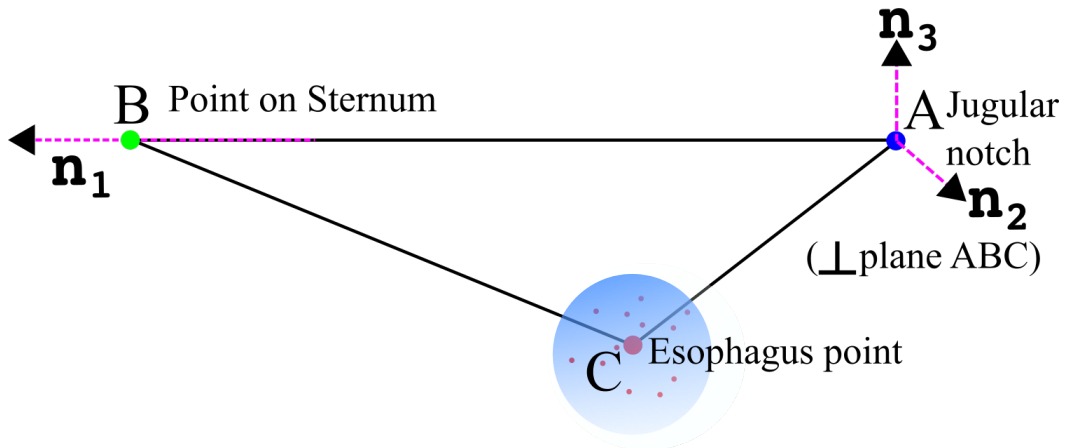 n3
B Point on Sternum
A Jugular
notch
n1
n2
(⊥plane ABC)
C Esophagus point